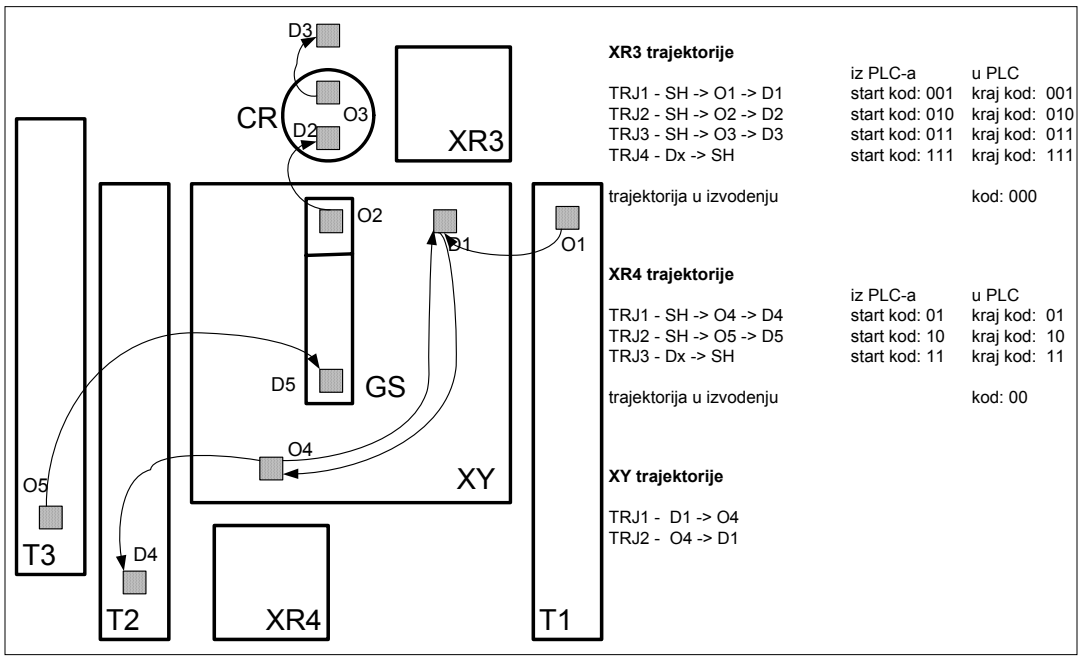 D3
CR
O3
D2
XR3
O2
D1
O1
D5
GS
O4
XY
O5
T3
D4
T2
XR4
T1
XR3 trajektorije
iz PLC-a u PLC
TRJ1 - SH -> O1 -> D1 start kod: 001 kraj kod: 001
TRJ2 - SH -> O2 -> D2 start kod: 010 kraj kod: 010
TRJ3 - SH -> O3 -> D3 start kod: 011 kraj kod: 011
TRJ4 - Dx -> SH start kod: 111 kraj kod: 111
trajektorija u izvodenju kod: 000
XR4 trajektorije
iz PLC-a u PLC
TRJ1 - SH -> O4 -> D4 start kod: 01 kraj kod: 01
TRJ2 - SH -> O5 -> D5 start kod: 10 kraj kod: 10
TRJ3 - Dx -> SH start kod: 11 kraj kod: 11
trajektorija u izvodenju kod: 00
XY trajektorije
TRJ1 - D1 -> O4
TRJ2 - O4 -> D1